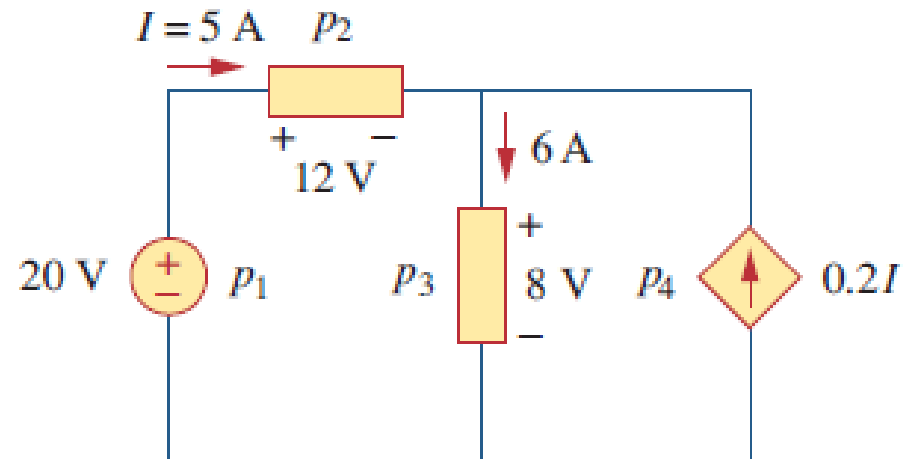 I = 5 A
p2
+ −
12 V
6 A
20 V
+
−
p1
p3
+
8 V
−
p4
0.2I